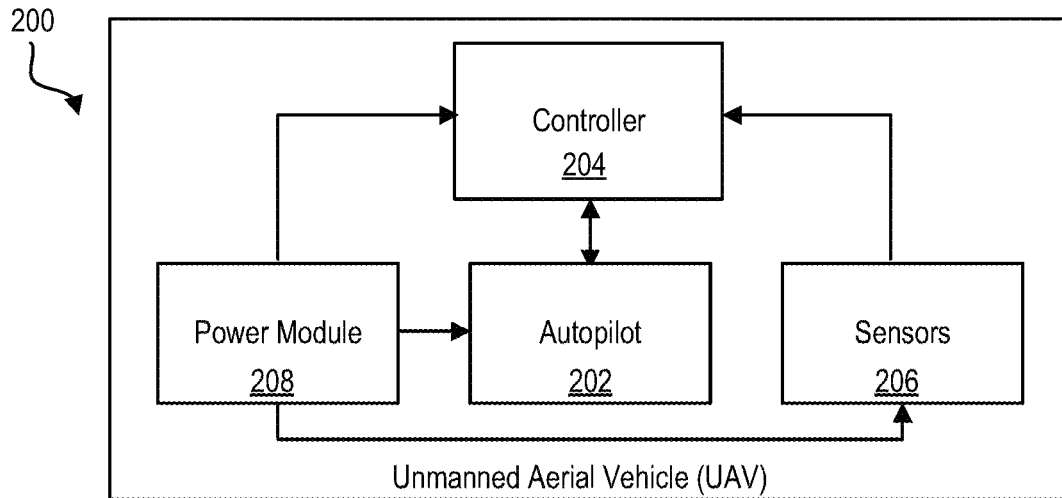 200
Controller
204
Power Module
208
Autopilot
202
Sensors
206
Unmanned Aerial Vehicle (UAV)